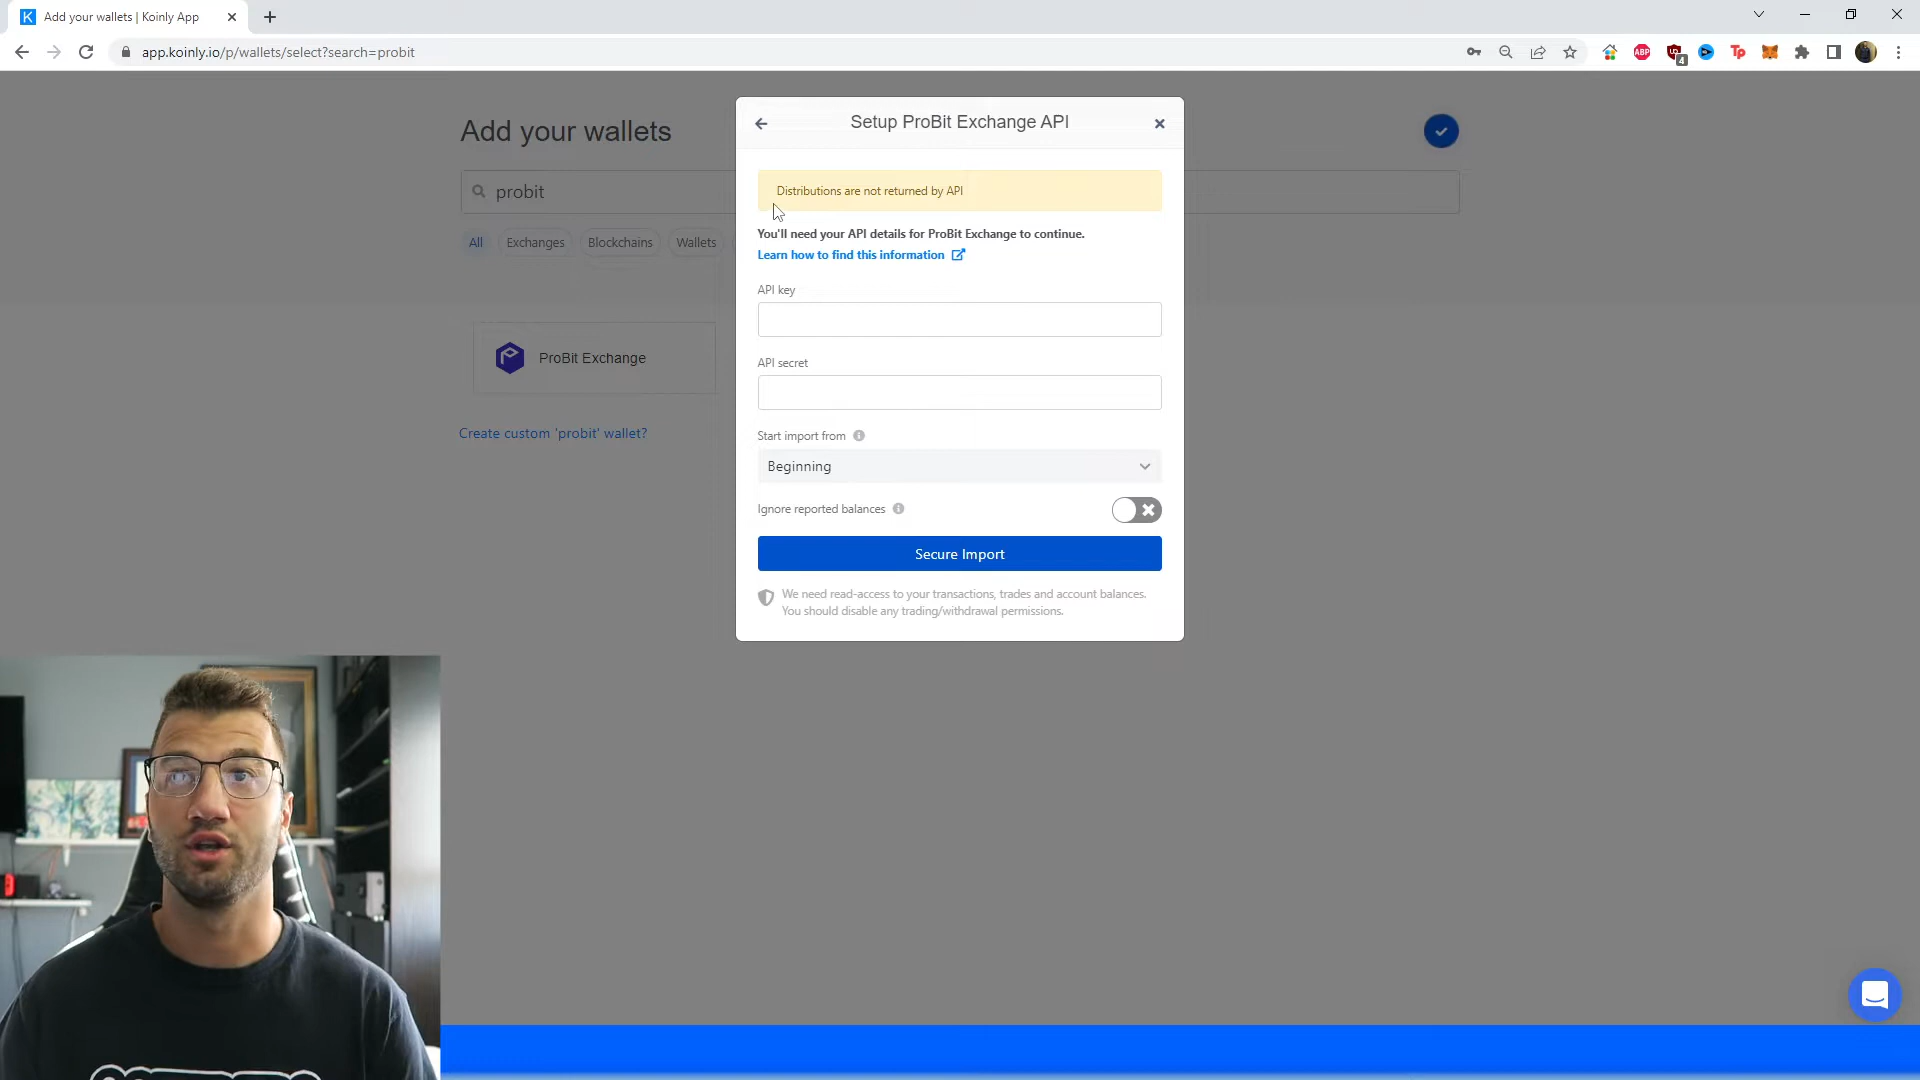 Add your wallets | Koinly App
app.koinly.io/p/wallets/select?search=probit
ABP
4
Tp
Add your wallets
probit
All
Exchanges
Blockchains
Wallets
ProBit Exchange
Create custom 'probit' wallet?
Setup ProBit Exchange API
Distributions are not returned by API
You'll need your API details for ProBit Exchange to continue.
Learn how to find this information
API key
API secret
Start import from
Beginning
Ignore reported balances
Secure Import
We need read-access to your transactions, trades and account balances.
You should disable any trading/withdrawal permissions.